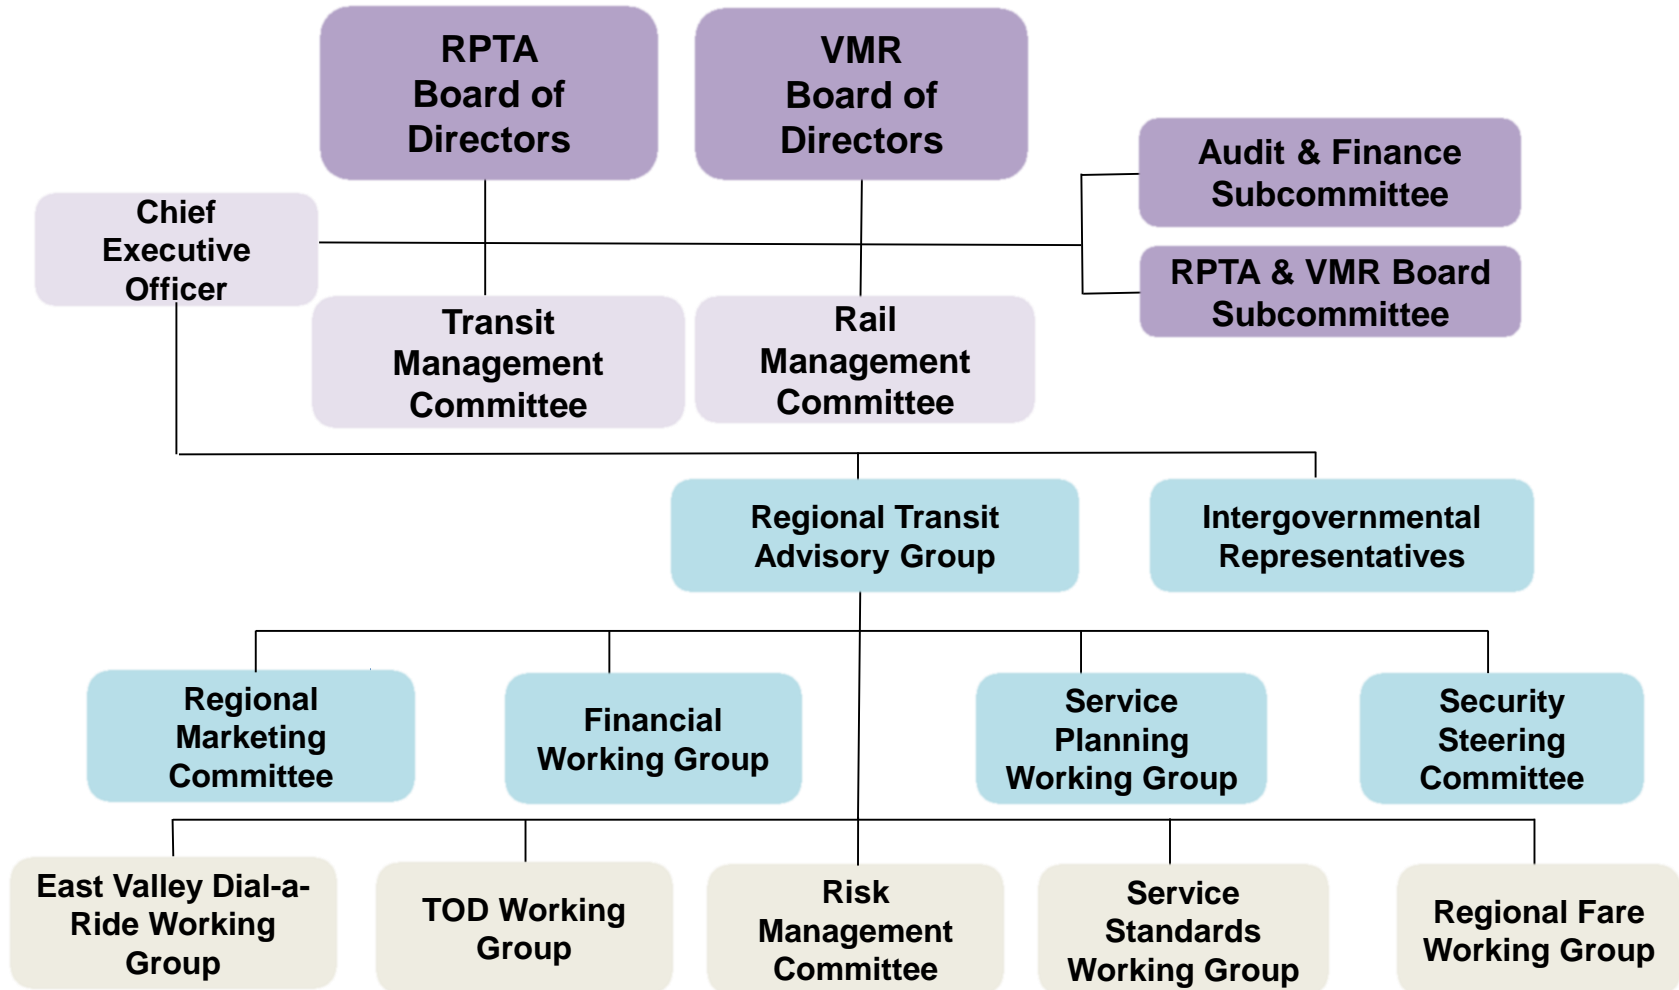 RPTA
Board of
Directors
VMR
Board of
Directors
Audit & Finance
Subcommittee
Chief
Executive
Officer
RPTA & VMR Board
Subcommittee
Transit
Management
Committee
Rail
Management
Committee
Regional Transit
Advisory Group
Intergovernmental
Representatives
Regional
Marketing
Committee
Financial
Working Group
Service
Planning
Working Group
Security
Steering
Committee
East Valley Dial-a-
Ride Working
Group
TOD Working
Group
Risk
Management
Committee
Service
Standards
Working Group
Regional Fare
Working Group